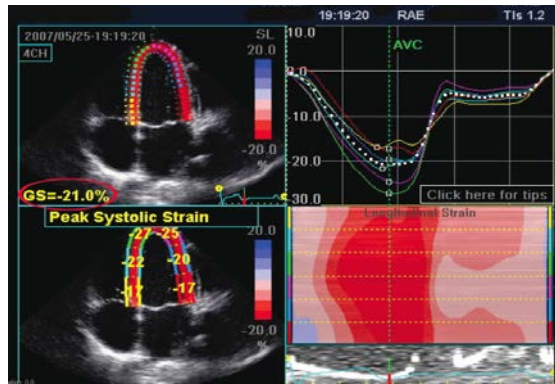 19:19:20 RAE TIs 1.2
2007/05/25-19:19:20
4CH
SL
20.0
-20.0
%
GS=-21.0%
AVC
10.0
0.0
-10.0
-20.0
-30.0
Click here for tips
Peak Systolic Strain
-27 -25
-22 -20
-17 -17
20.0
-20.0
%
Longitudinal Strain